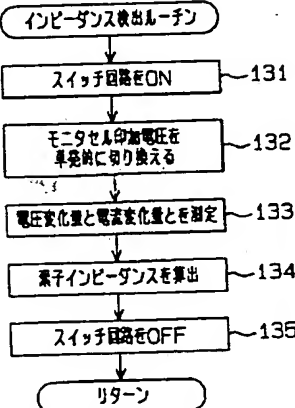 インピーダンス検出ルーチン
スイッチ回路をON
131
モニタセル印加電圧を
単発的に切り換える
132
電圧変化量と電流変化量とを測定
133
素子インピーダンスを算出
134
スイッチ回路をOFF
135
リターン